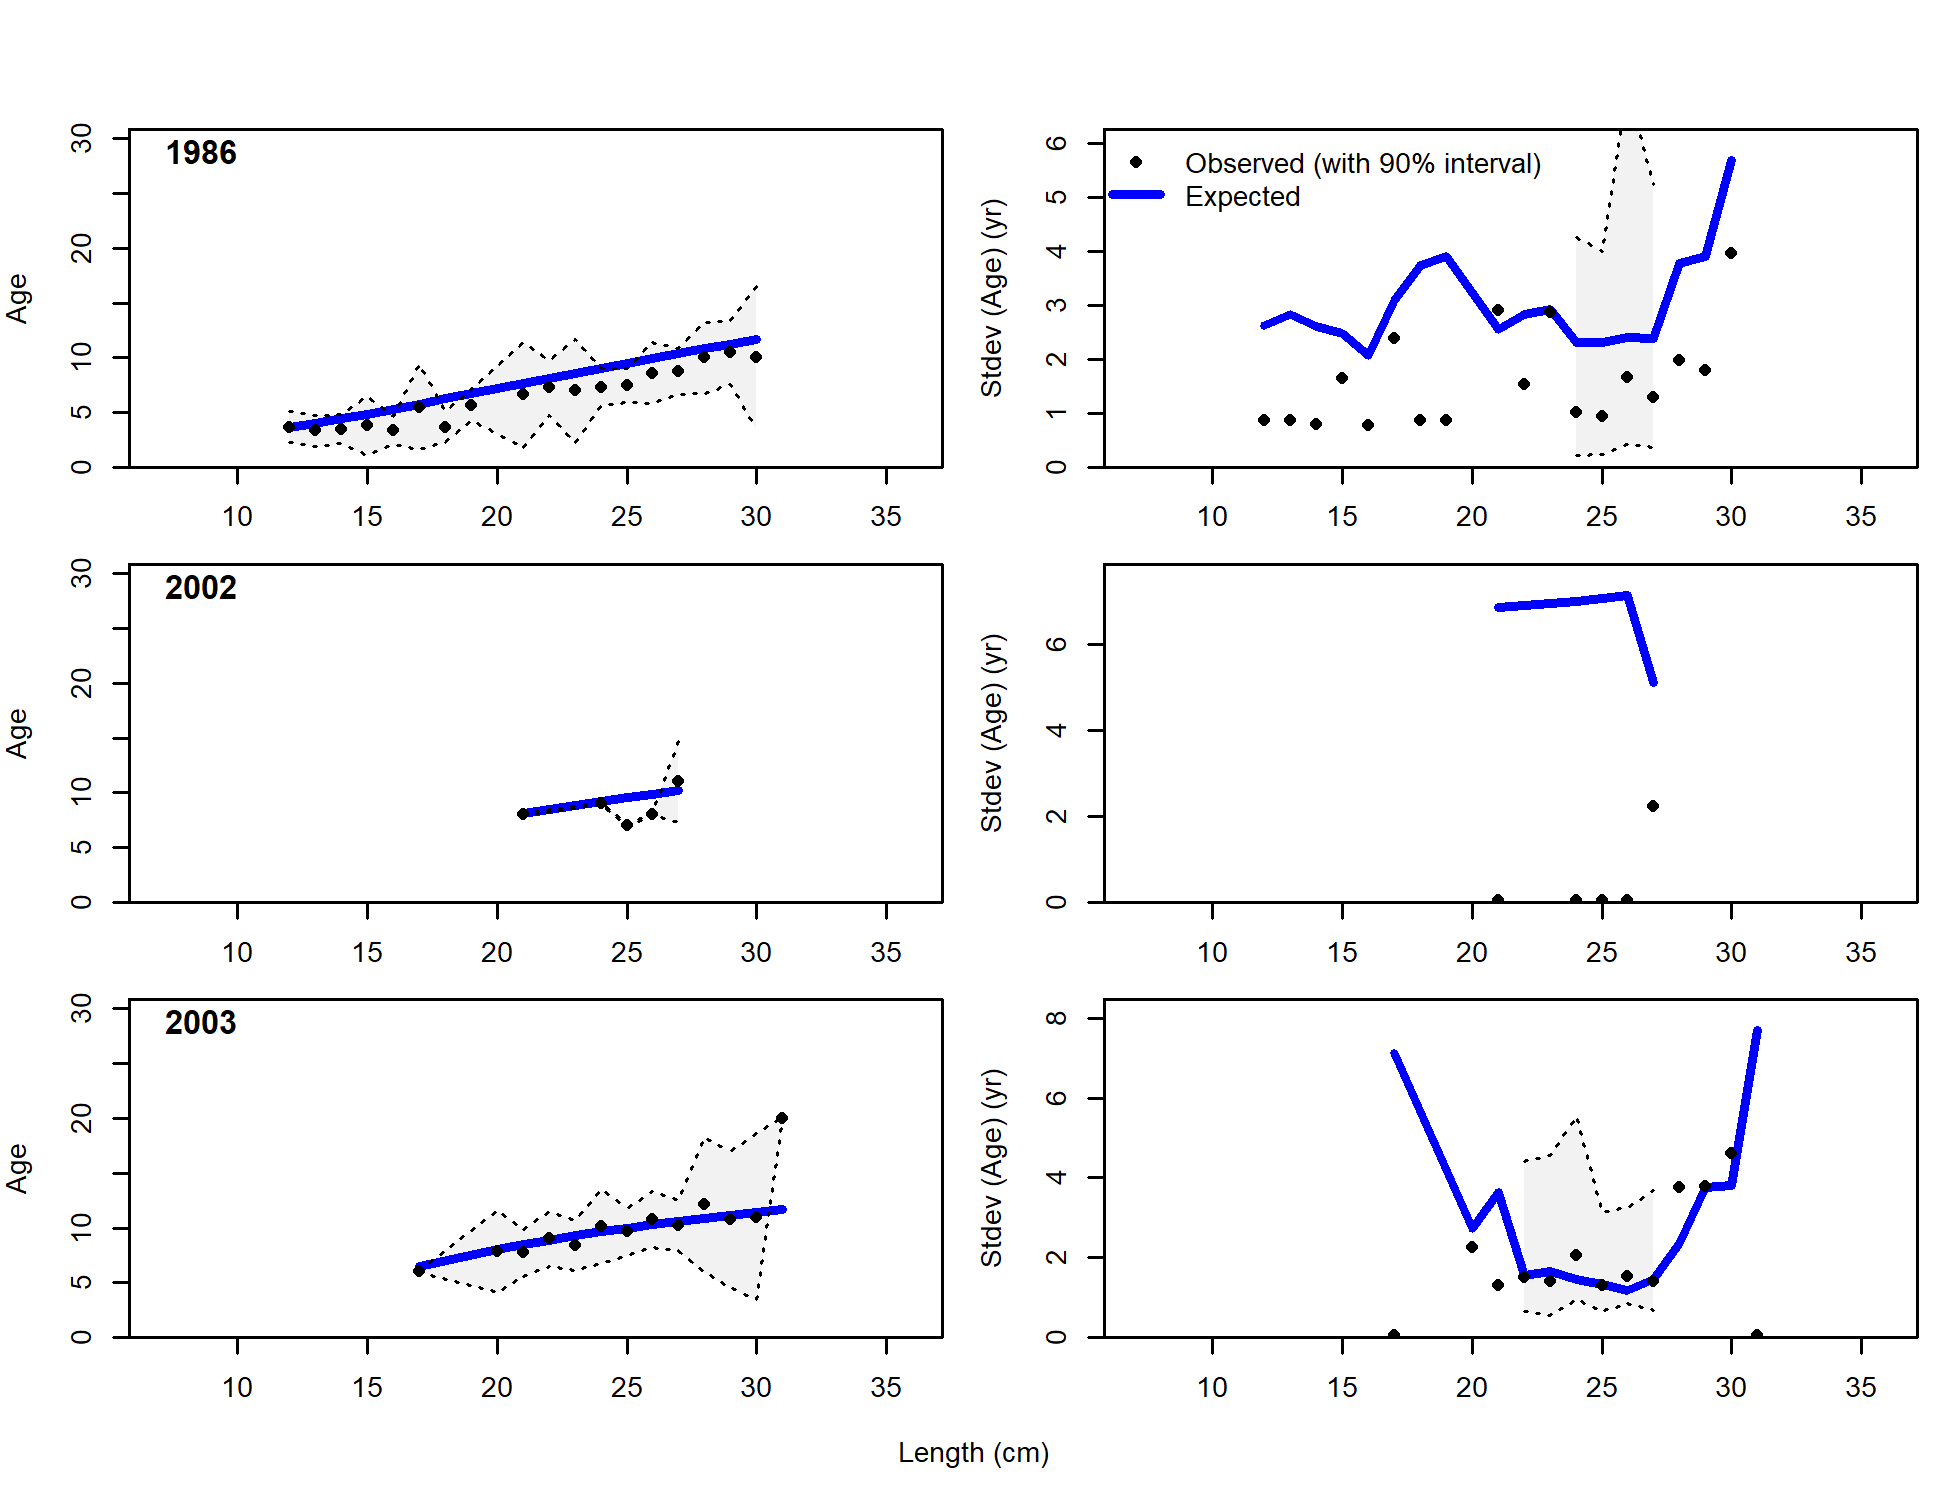 1986
Age
0 5 10 20 30
10 15 20 25 30 35
Observed (with 90% interval)
Expected
Stdev (Age) (yr)
0 1 2 3 4 5 6
10 15 20 25 30 35
2002
Age
0 5 10 20 30
10 15 20 25 30 35
Stdev (Age) (yr)
0 2 4 6
10 15 20 25 30 35
2003
Age
0 5 10 20 30
10 15 20 25 30 35
Stdev (Age) (yr)
0 2 4 6 8
10 15 20 25 30 35
Length (cm)